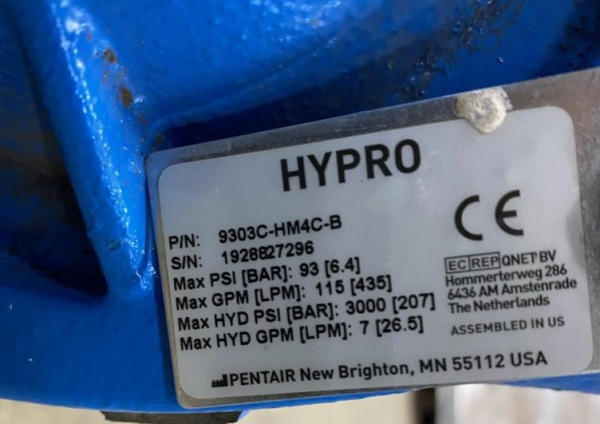 HYPRO
P/N: 9303C-HM4C-B
S/N: 1928827296
Max PSI [BAR]: 93 [6.4]
Max GPM [LPM]: 115 [435]
Max HYD PSI [BAR]: 3000 [207]
Max HYD GPM [LPM]: 7 [26.5]
CE
EC REP QNET BV
Hommerterweg 286
6436 AM Amstenrade
The Netherlands
ASSEMBLED IN US
PENTAIR New Brighton, MN 55112 USA